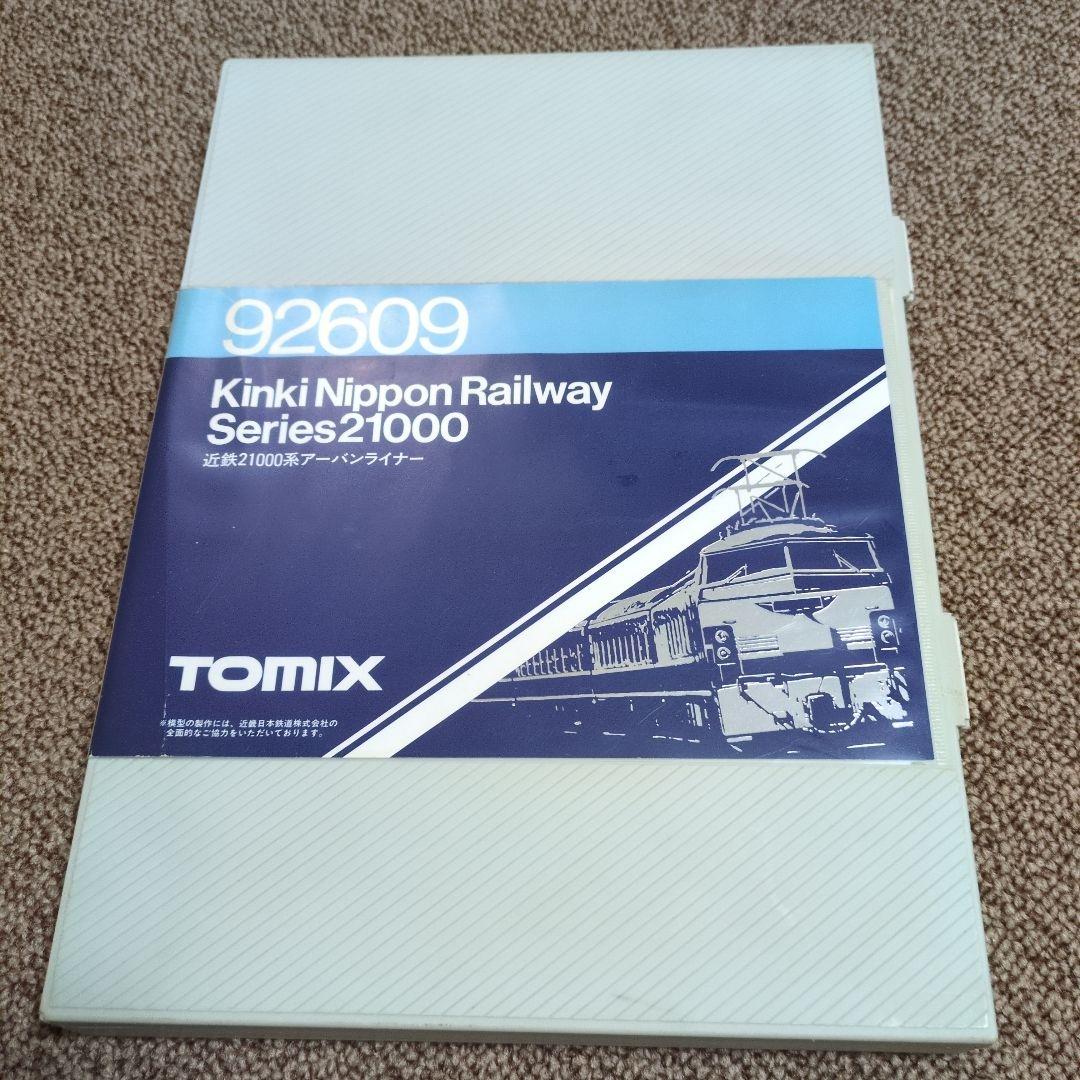 92609
Kinki Nippon Railway
Series21000
近鉄21000系アーバンライナー
TOMIX
※模型の製作には、近畿日本鉄道株式会社の
全面的なご協力をいただいております。